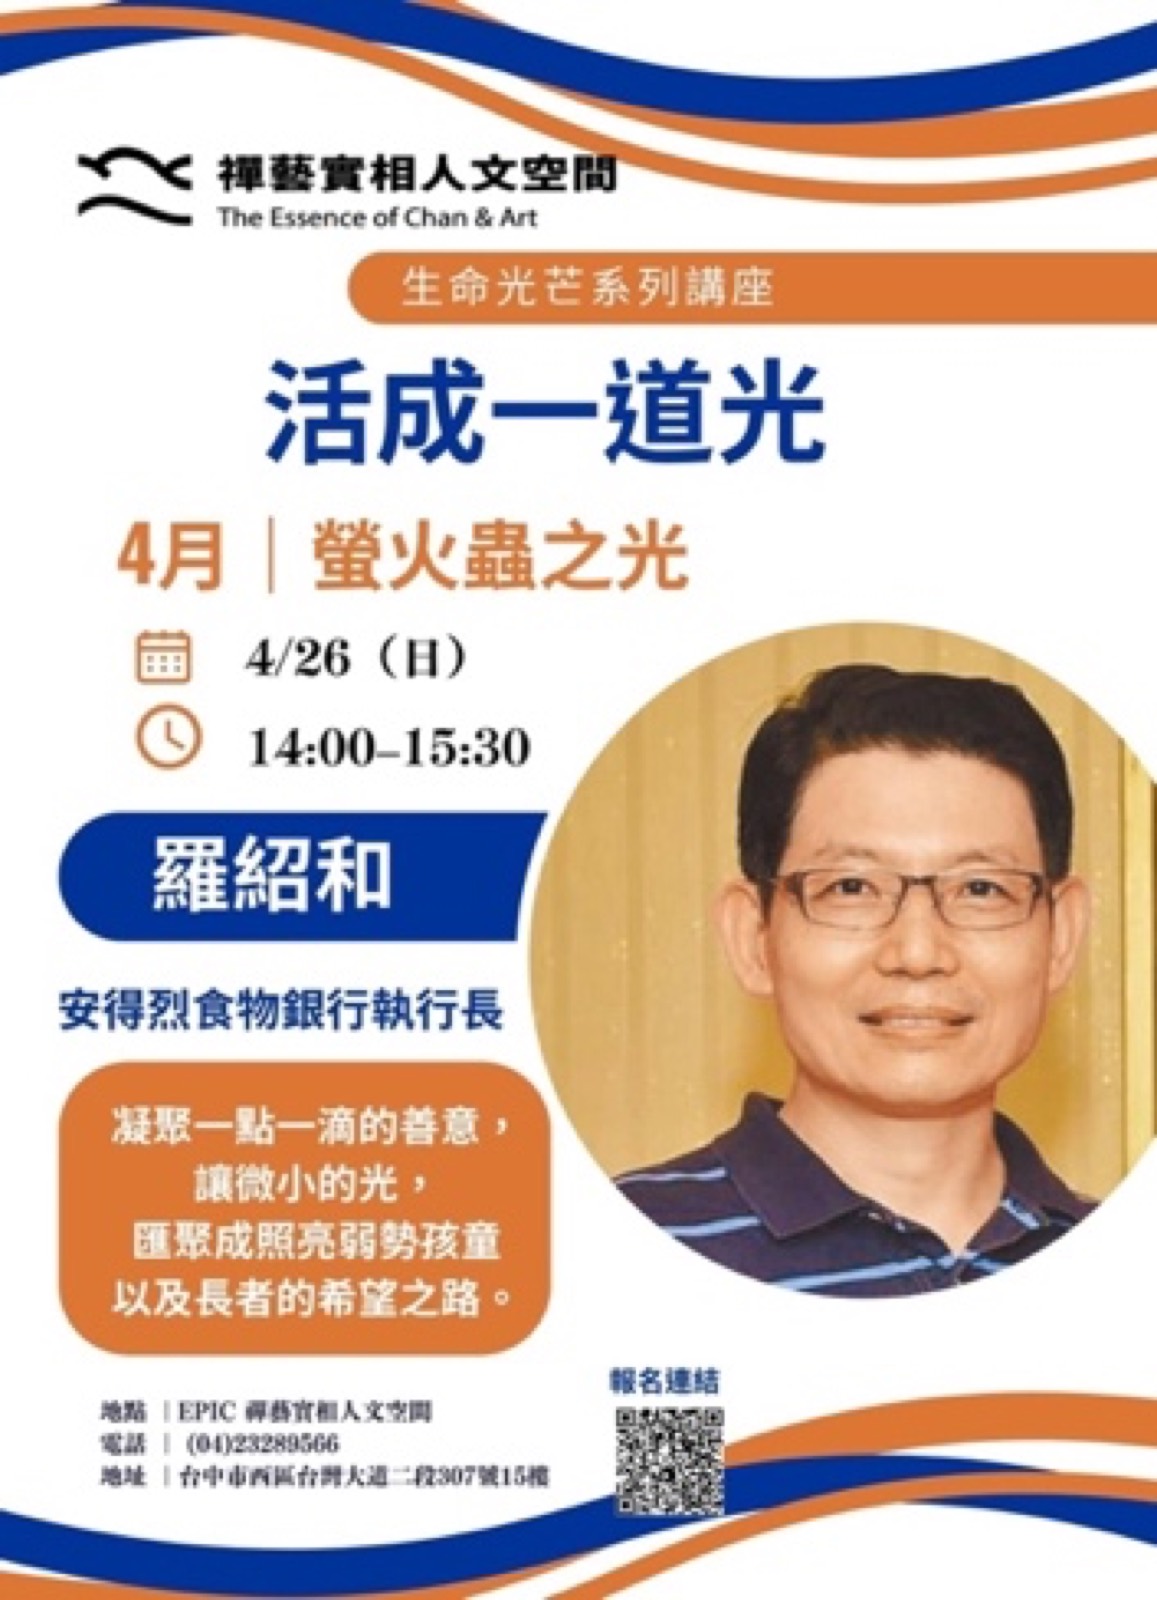 禪藝實相人文空間
The Essence of Chan & Art
生命光芒系列講座
活成一道光
4月｜螢火蟲之光
4/26（日）
14:00–15:30
羅紹和
安得烈食物銀行執行長
凝聚一點一滴的善意，
讓微小的光，
匯聚成照亮弱勢孩童
以及長者的希望之路。
報名連結
地點 ｜EPIC 禪藝實相人文空間
電話 ｜ (04)23289566
地址 ｜台中市西區台灣大道二段307號15樓